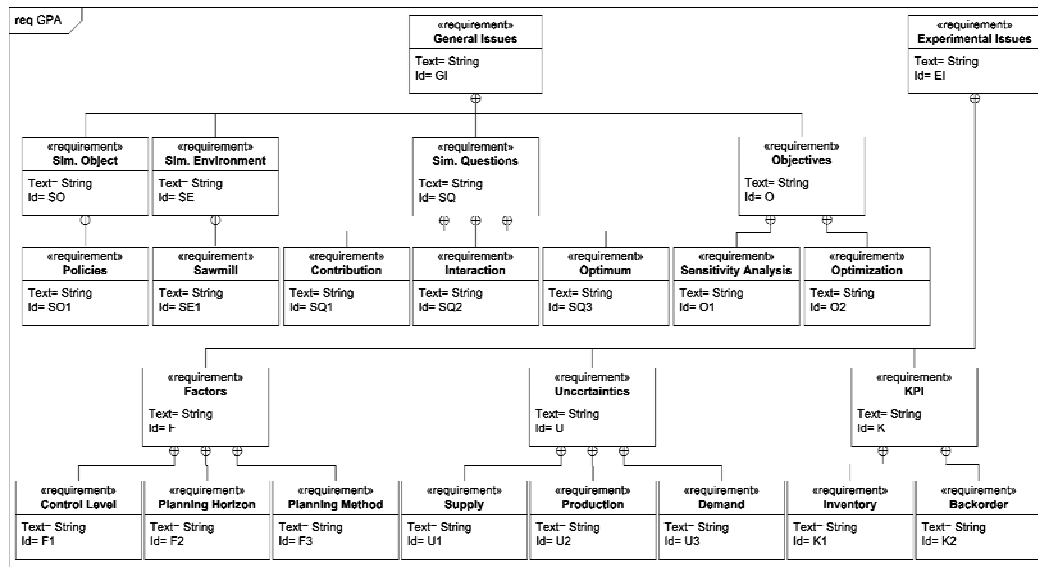 req GPA
«requirement»
General Issues
Text= String
Id= GI
«requirement»
Experimental Issues
Text= String
Id= EI
«requirement»
Sim. Object
Text= String
Id= SO
«requirement»
Sim. Environment
Text= String
Id= SE
«requirement»
Sim. Questions
Text= String
Id= SQ
«requirement»
Objectives
Text= String
Id= O
«requirement»
Policies
Text= String
Id= SO1
«requirement»
Sawmill
Text= String
Id= SE1
«requirement»
Contribution
Text= String
Id= SQ1
«requirement»
Interaction
Text= String
Id= SQ2
«requirement»
Optimum
Text= String
Id= SQ3
«requirement»
Sensitivity Analysis
Text= String
Id= O1
«requirement»
Optimization
Text= String
Id= O2
«requirement»
Factors
Text= String
Id= F
«requirement»
Uncertainties
Text= String
Id= U
«requirement»
KPI
Text= String
Id= K
«requirement»
Control Level
Text= String
Id= F1
«requirement»
Planning Horizon
Text= String
Id= F2
«requirement»
Planning Method
Text= String
Id= F3
«requirement»
Supply
Text= String
Id= U1
«requirement»
Production
Text= String
Id= U2
«requirement»
Demand
Text= String
Id= U3
«requirement»
Inventory
Text= String
Id= K1
«requirement»
Backorder
Text= String
Id= K2